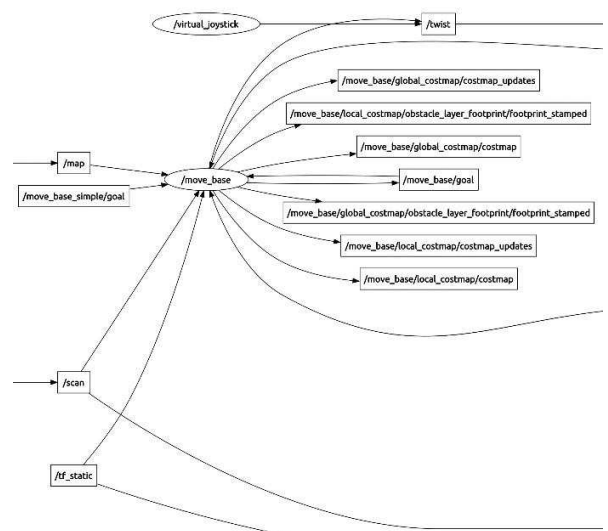 /virtual_joystick
/twist
/move_base/global_costmap/costmap_updates
/move_base/local_costmap/obstacle_layer_footprint/footprint_stamped
/map
/move_base/global_costmap/costmap
/move_base
/move_base/goal
/move_base_simple/goal
/move_base/global_costmap/obstacle_layer_footprint/footprint_stamped
/move_base/local_costmap/costmap_updates
/move_base/local_costmap/costmap
/scan
/tf_static